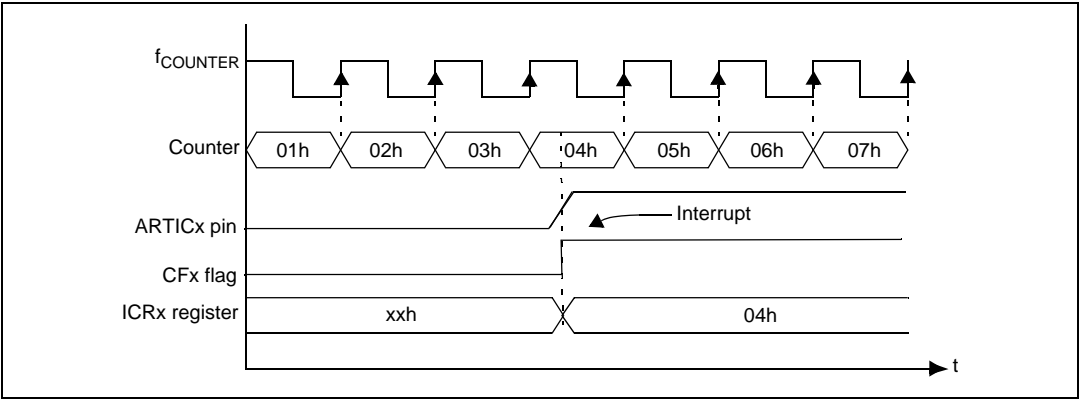 fCOUNTER
Counter 01h 02h 03h 04h 05h 06h 07h
ARTICx pin Interrupt
CFx flag
ICRx register xxh 04h
t